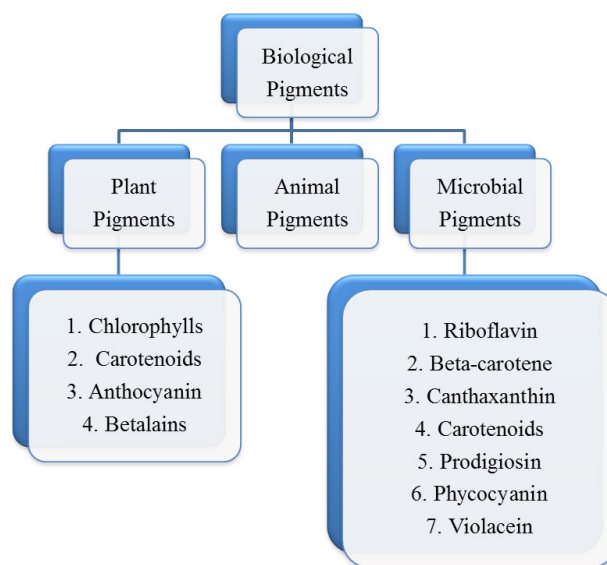 Biological
Pigments
Plant
Pigments
Animal
Pigments
Microbial
Pigments
1. Chlorophylls
2. Carotenoids
3. Anthocyanin
4. Betalains
1. Riboflavin
2. Beta-carotene
3. Canthaxanthin
4. Carotenoids
5. Prodigiosin
6. Phycocyanin
7. Violacein